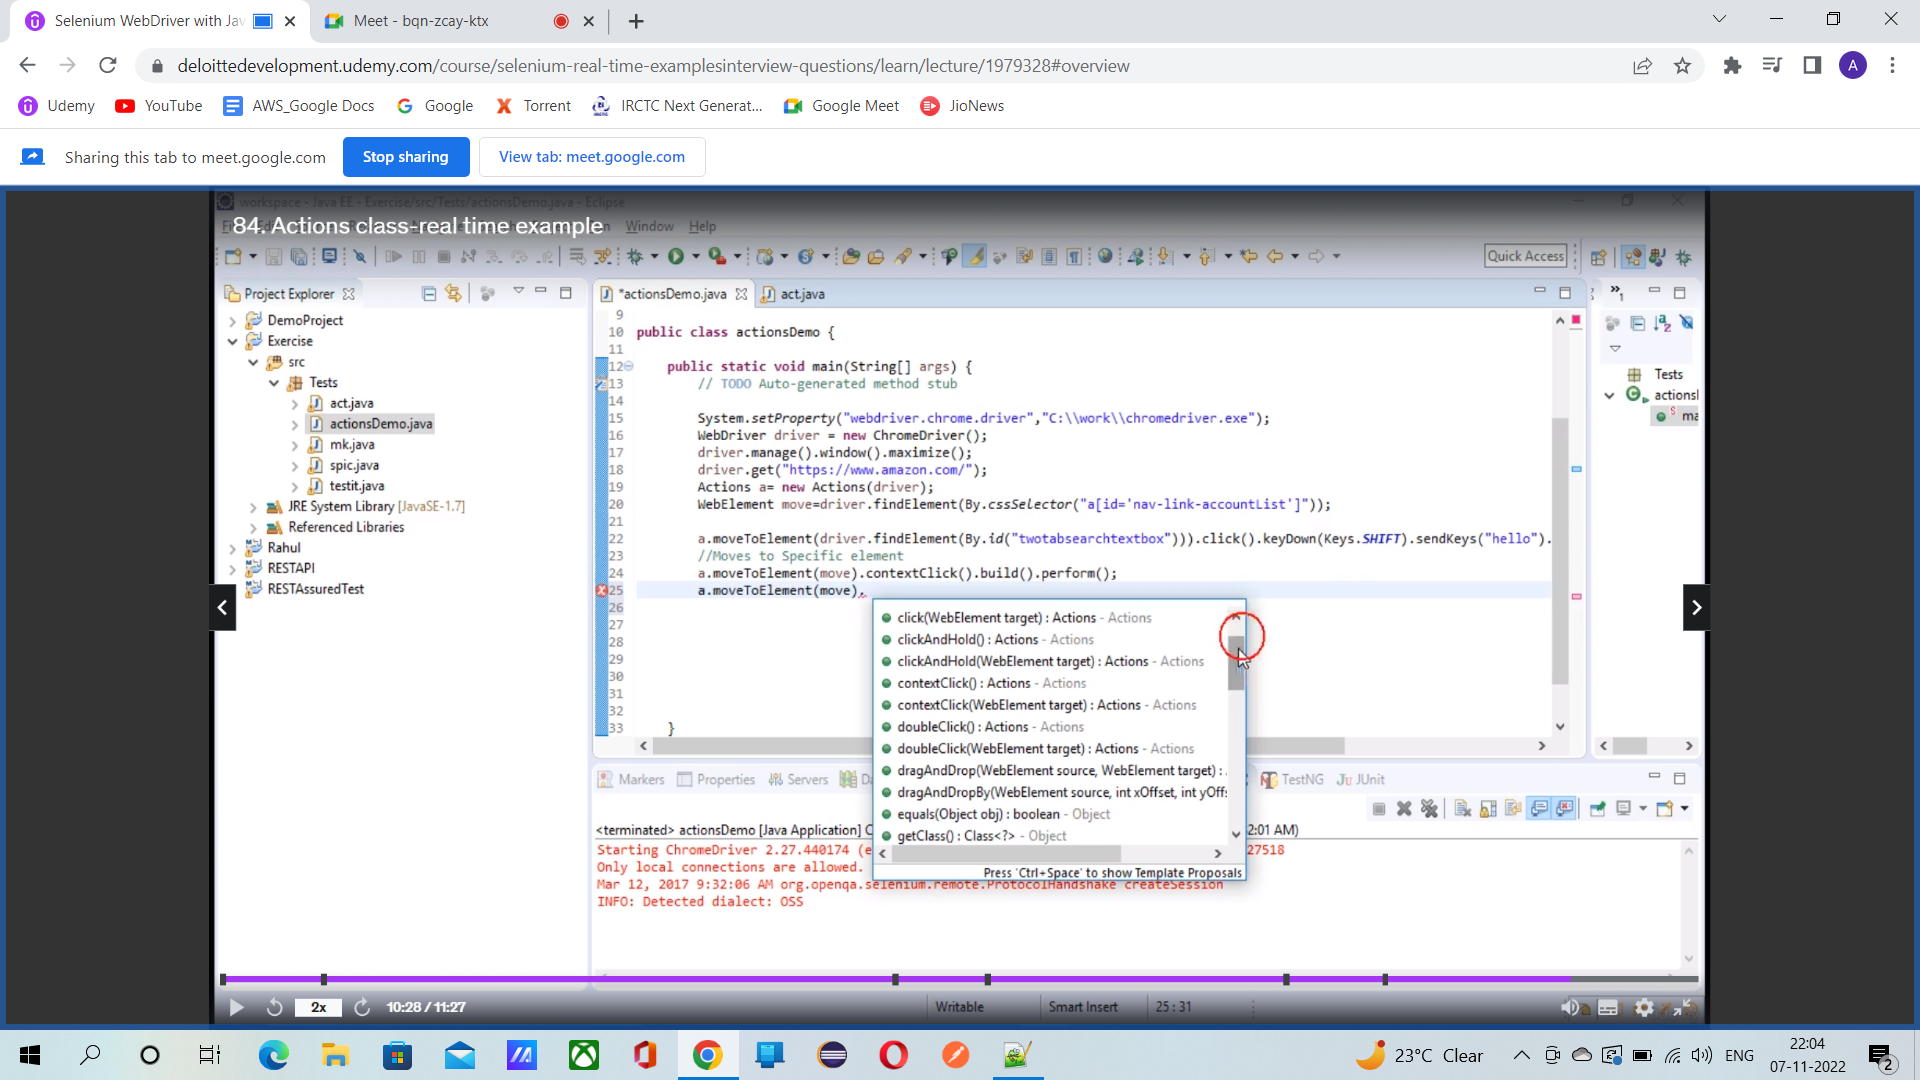 Selenium WebDriver with Jav
Meet - bqn-zcay-ktx
deloittedevelopment.udemy.com/course/selenium-real-time-examplesinterview-questions/learn/lecture/1979328#overview
A
Udemy
YouTube
AWS_Google Docs
Google
Torrent
IRCTC Next Generat...
Google Meet
JioNews
Sharing this tab to meet.google.com
Stop sharing
View tab: meet.google.com
workspace - Java EE - Exercise/src/Tests/actionsDemo.java - Eclipse
84. Actions class-real time example
Window Help
Quick Access
Project Explorer
*actionsDemo.java
act.java
DemoProject
Exercise
src
Tests
act.java
actionsDemo.java
mk.java
spic.java
testit.java
JRE System Library [JavaSE-1.7]
Referenced Libraries
Rahul
RESTAPI
RESTAssuredTest
9
10 public class actionsDemo {
11
12 public static void main(String[] args) {
13 // TODO Auto-generated method stub
14
15 System.setProperty("webdriver.chrome.driver","C:\\work\\chromedriver.exe");
16 WebDriver driver = new ChromeDriver();
17 driver.manage().window().maximize();
18 driver.get("https://www.amazon.com/");
19 Actions a= new Actions(driver);
20 WebElement move=driver.findElement(By.cssSelector("a[id='nav-link-accountList']"));
21
22 a.moveToElement(driver.findElement(By.id("twotabsearchtextbox"))).click().keyDown(Keys.SHIFT).sendKeys("hello").
23 //Moves to Specific element
24 a.moveToElement(move).contextClick().build().perform();
25 a.moveToElement(move).
26
27
28
29
30
31
32
33 }
click(WebElement target) : Actions - Actions
clickAndHold() : Actions - Actions
clickAndHold(WebElement target) : Actions - Actions
contextClick() : Actions - Actions
contextClick(WebElement target) : Actions - Actions
doubleClick() : Actions - Actions
doubleClick(WebElement target) : Actions - Actions
dragAndDrop(WebElement source, WebElement target) :
dragAndDropBy(WebElement source, int xOffset, int yOffs
equals(Object obj) : boolean - Object
getClass() : Class<?> - Object
Press 'Ctrl+Space' to show Template Proposals
Tests
actionsl
ma
Markers
Properties
Servers
TestNG
JUnit
<terminated> actionsDemo [Java Application] C
2:01 AM)
Starting ChromeDriver 2.27.440174 (e
27518
Only local connections are allowed.
Mar 12, 2017 9:32:06 AM org.openqa.selenium.remote.ProtocolHandshake createSession
INFO: Detected dialect: OSS
2x
10:28 / 11:27
Writable
Smart Insert
25 : 31
23°C Clear
ENG
22:04
07-11-2022
2